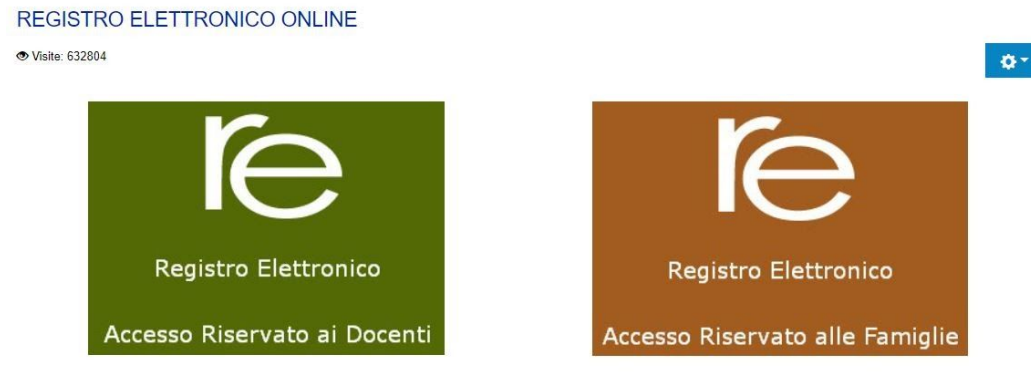 REGISTRO ELETTRONICO ONLINE
Visite: 632804
re
Registro Elettronico
Accesso Riservato ai Docenti
re
Registro Elettronico
Accesso Riservato alle Famiglie